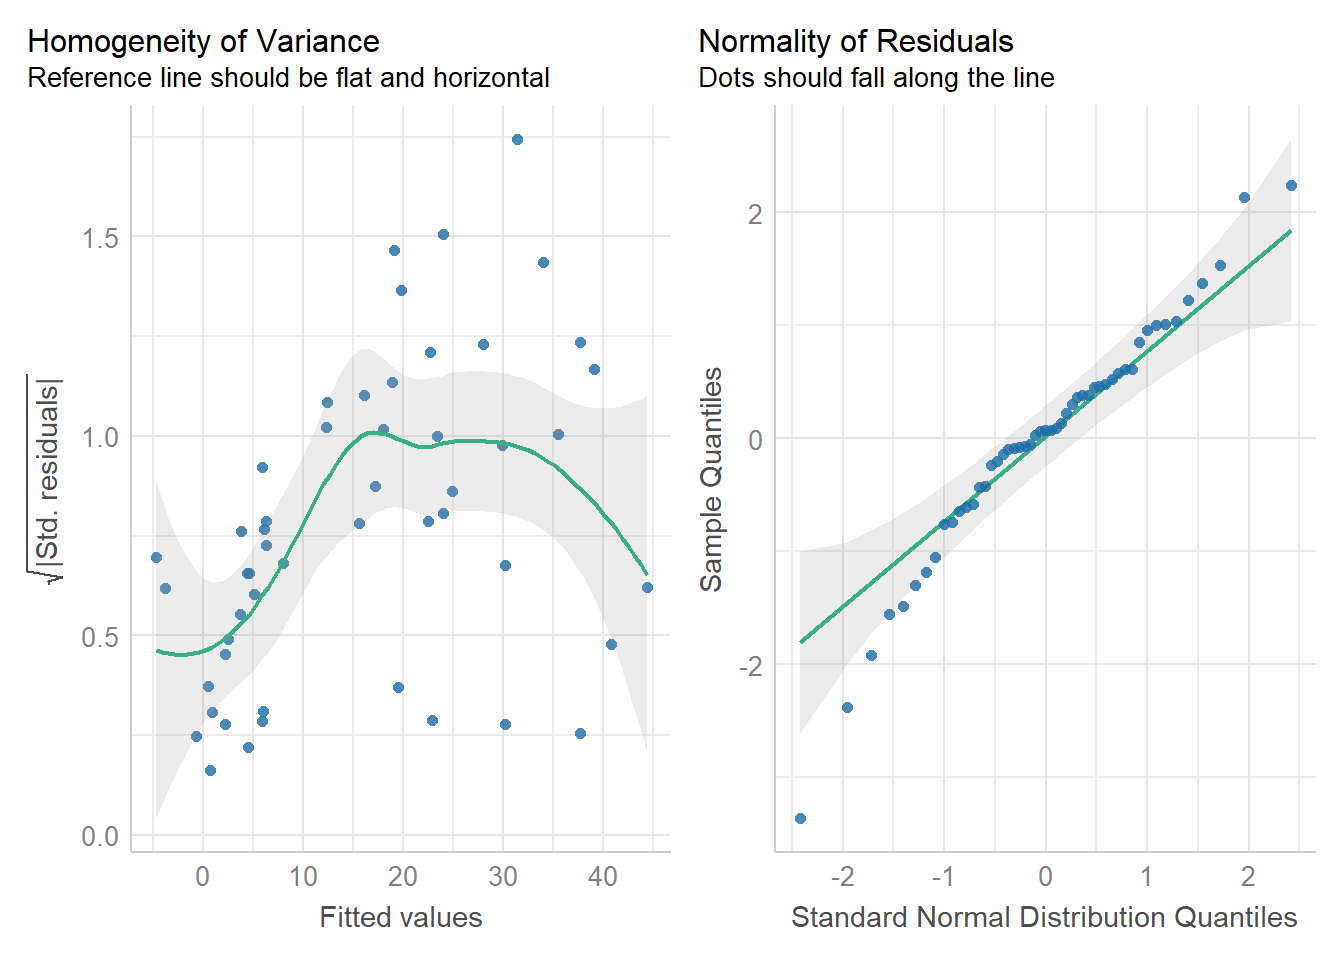 Homogeneity of Variance
Reference line should be flat and horizontal
√|Std. residuals|
1.5
1.0
0.5
0.0
0 10 20 30 40
Fitted values
Normality of Residuals
Dots should fall along the line
Sample Quantiles
2
0
-2
-2 -1 0 1 2
Standard Normal Distribution Quantiles